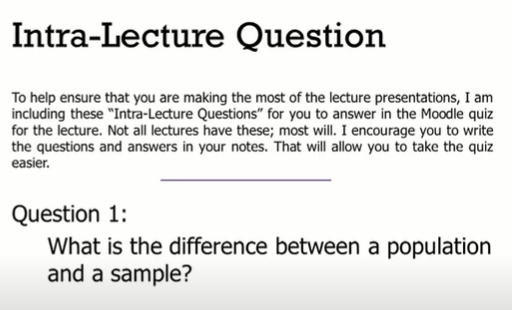 Intra-Lecture Question
To help ensure that you are making the most of the lecture presentations, I am
including these "Intra-Lecture Questions" for you to answer in the Moodle quiz
for the lecture. Not all lectures have these; most will. I encourage you to write
the questions and answers in your notes. That will allow you to take the quiz
easier.
Question 1:
What is the difference between a population
and a sample?